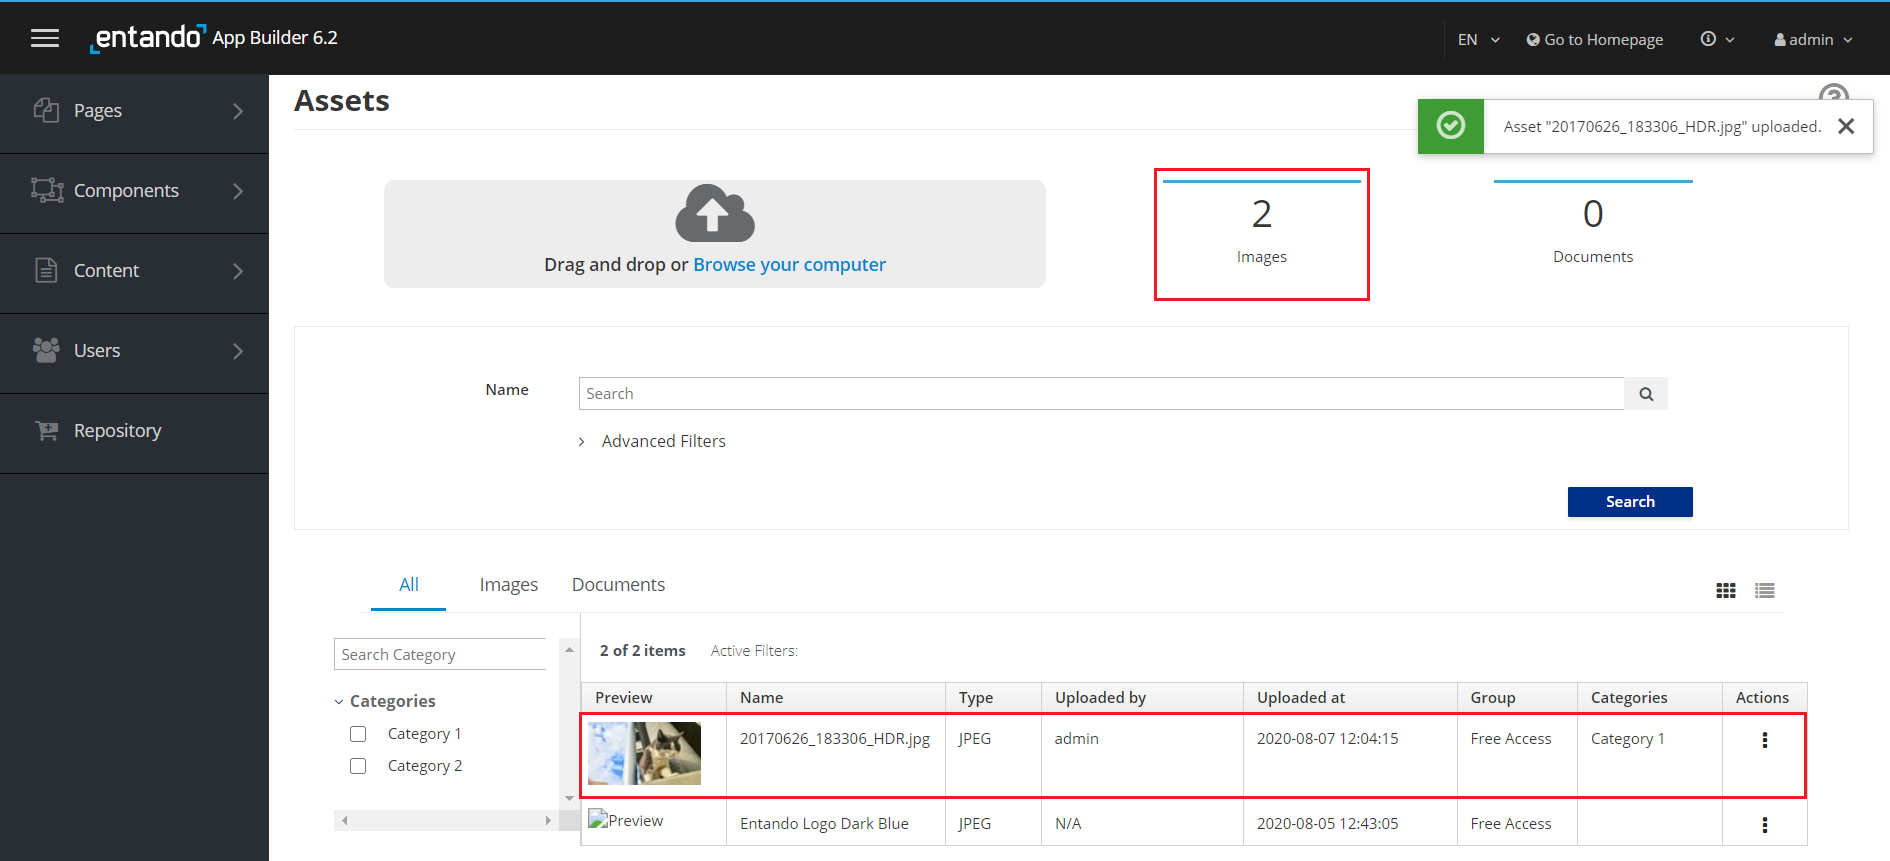 entando App Builder 6.2
EN
Go to Homepage
admin
Pages
Components
Content
Users
Repository
Assets
Asset "20170626_183306_HDR.jpg" uploaded.
Drag and drop or Browse your computer
2
Images
0
Documents
Name
Search
Advanced Filters
Search
All
Images
Documents
Search Category
Categories
Category 1
Category 2
2 of 2 items
Active Filters:
Preview Name Type Uploaded by Uploaded at Group Categories Actions
20170626_183306_HDR.jpg JPEG admin 2020-08-07 12:04:15 Free Access Category 1
Preview Entando Logo Dark Blue JPEG N/A 2020-08-05 12:43:05 Free Access